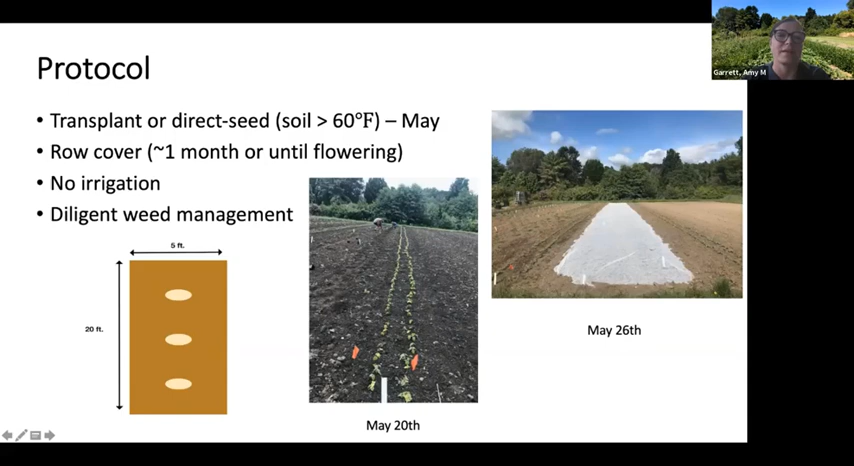 Garrett, Amy M
Protocol
• Transplant or direct-seed (soil > 60°F) – May
• Row cover (~1 month or until flowering)
• No irrigation
• Diligent weed management
5 ft.
20 ft.
May 20th
May 26th